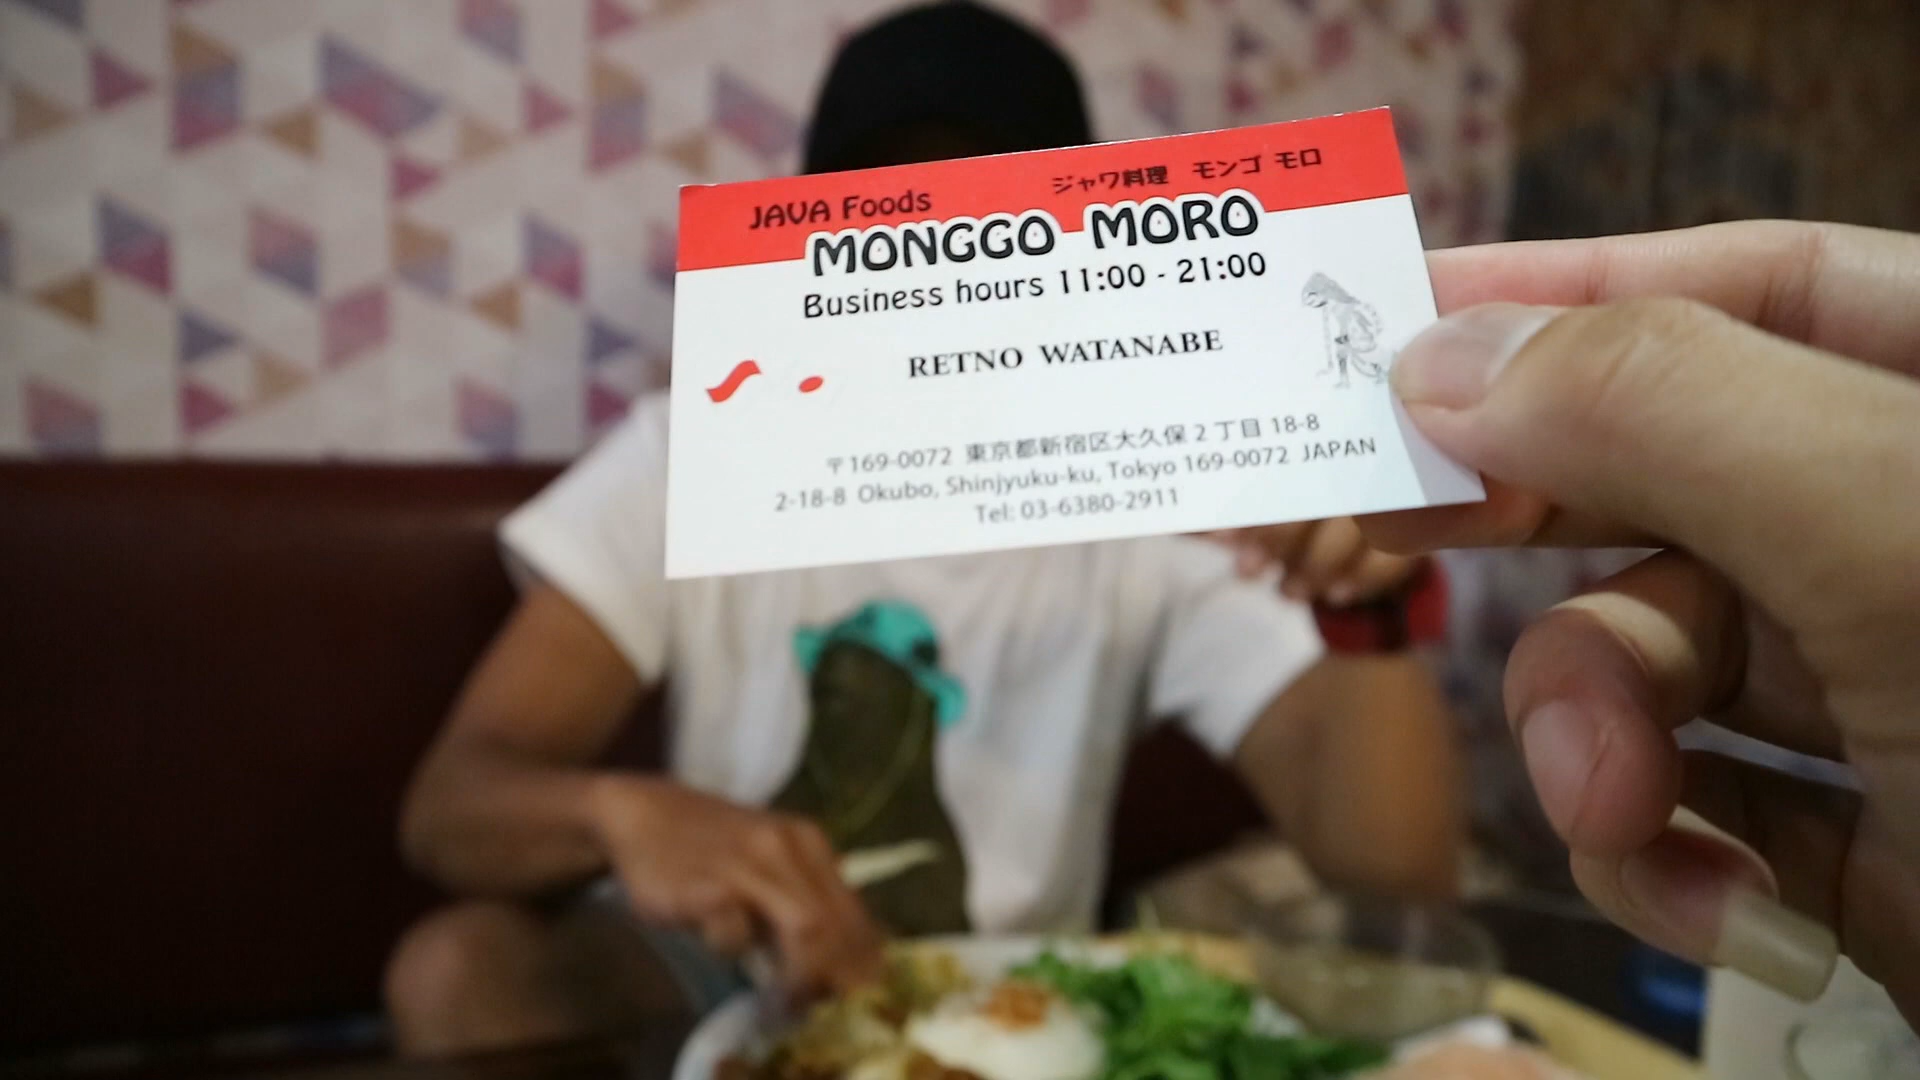 JAVA Foods ジャワ料理 モンゴ モロ
MONGGO MORO
Business hours 11:00 - 21:00
RETNO WATANABE
〒169-0072 東京都新宿区大久保2丁目18-8
2-18-8 Okubo, Shinjyuku-ku, Tokyo 169-0072 JAPAN
Tel: 03-6380-2911